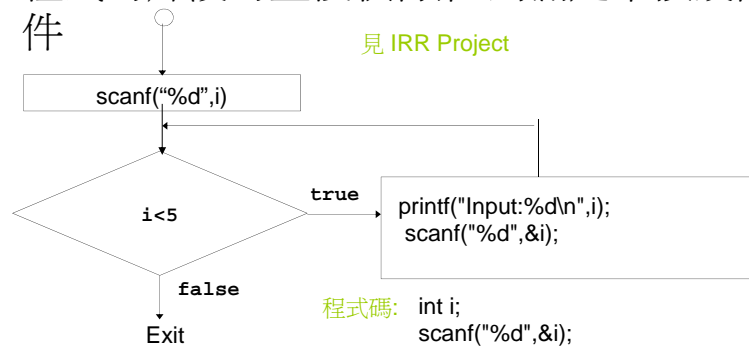 件
見 IRR Project
scanf(“%d”,i)
i<5
true
printf("Input:%d\n",i);
scanf("%d",&i);
false
Exit
程式碼: int i;
scanf("%d",&i);